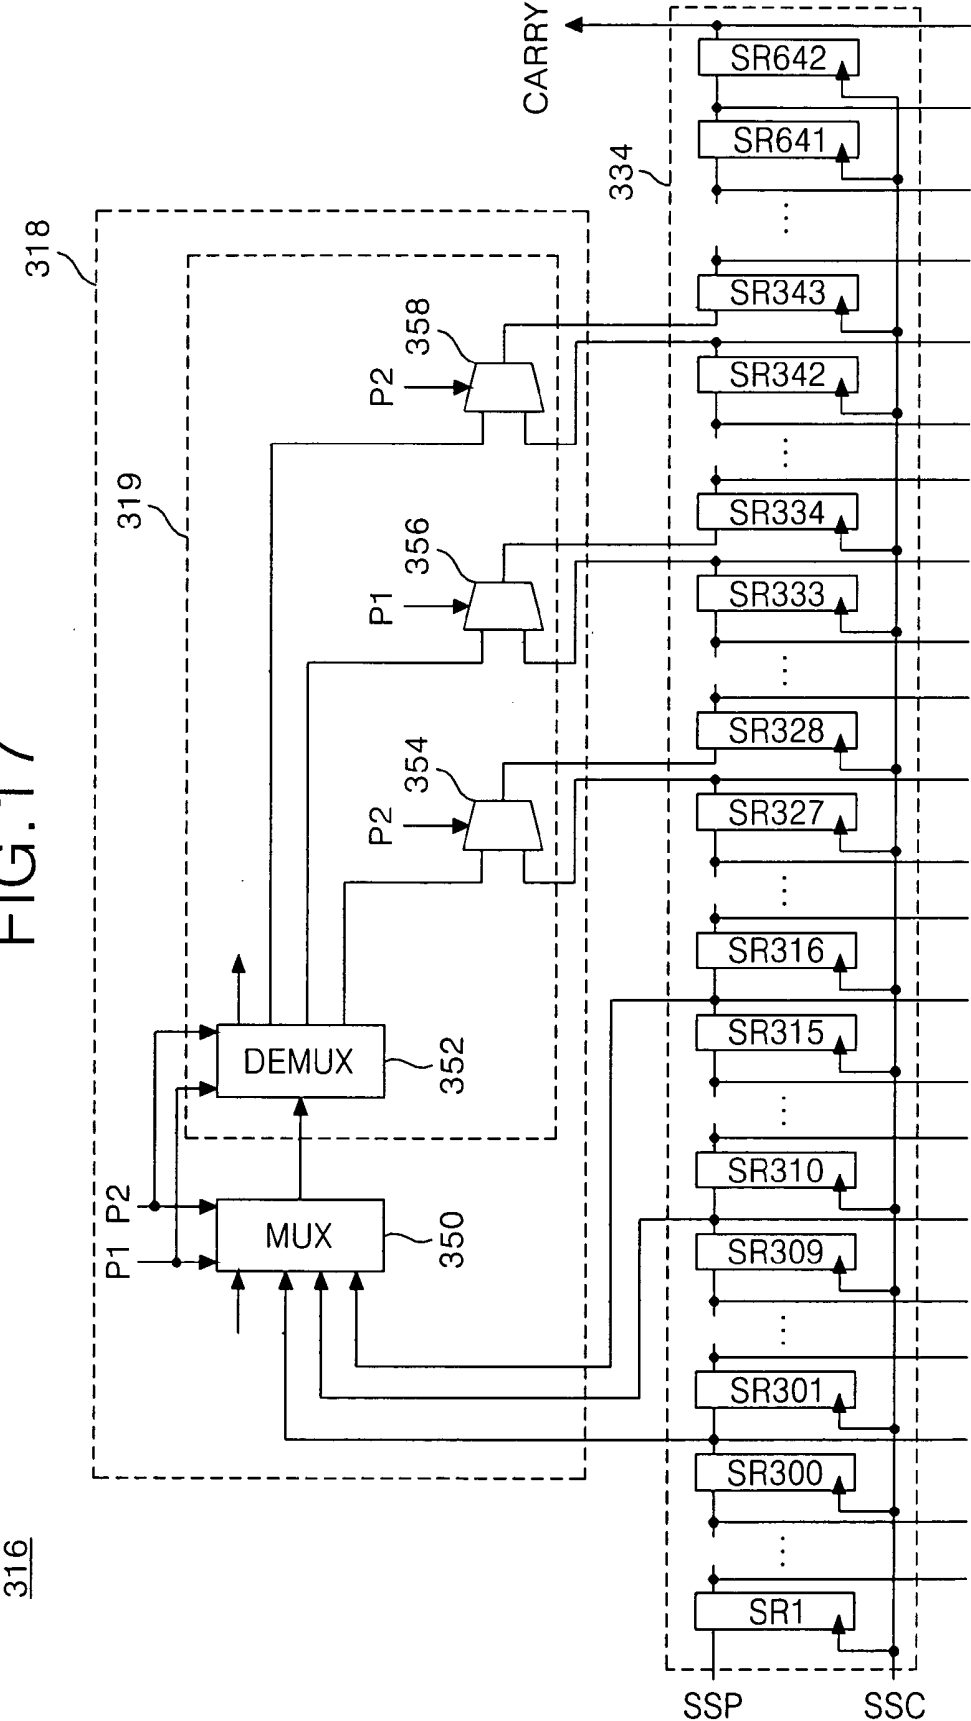 FIG.17
316
318
319
P1
P2
MUX
350
DEMUX
352
P2
354
P1
356
P2
358
334
CARRY
SSP
SSC
SR1
...
SR300
SR301
...
SR309
SR310
...
SR315
SR316
...
SR327
SR328
...
SR333
SR334
...
SR342
SR343
...
SR641
SR642